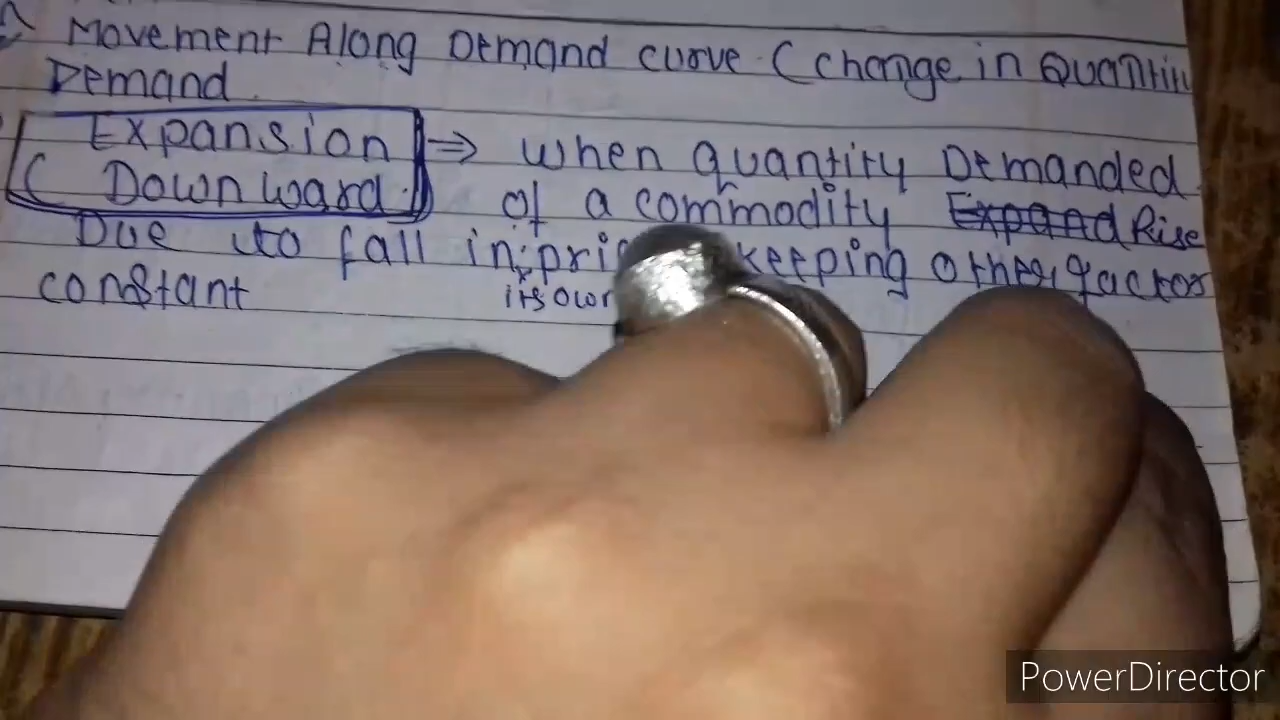 Movement Along Demand curve (change in Quantity
Demand
Expansion => when quantity Demanded
(Downward) of a commodity Expand Rise
Due to fall in keeping other factor
constant its own
PowerDirector